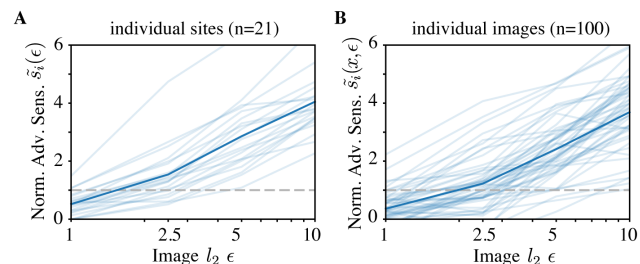 A
individual sites (n=21)
Norm. Adv. Sens. s̃ᵢ(ϵ)
6
4
2
0
1
2.5
5
10
Image l₂ ϵ
B
individual images (n=100)
Norm. Adv. Sens. s̃ᵢ(x, ϵ)
6
4
2
0
1
2.5
5
10
Image l₂ ϵ